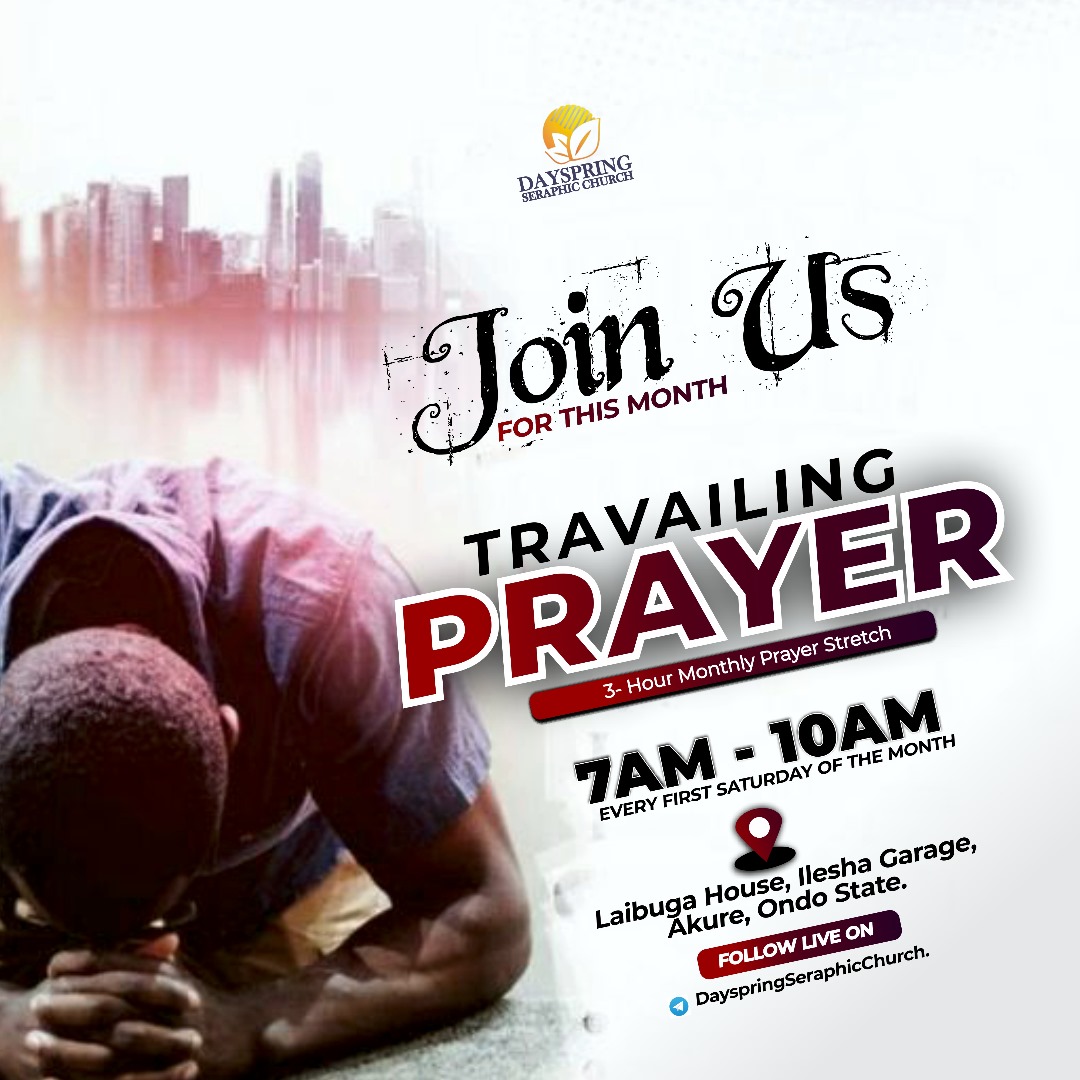 DAYSPRING
SERAPHIC CHURCH
Join Us
FOR THIS MONTH
TRAVAILING
PRAYER
3- Hour Monthly Prayer Stretch
7AM - 10AM
EVERY FIRST SATURDAY OF THE MONTH
Laibuga House, Ilesha Garage,
Akure, Ondo State.
FOLLOW LIVE ON
DayspringSeraphicChurch.